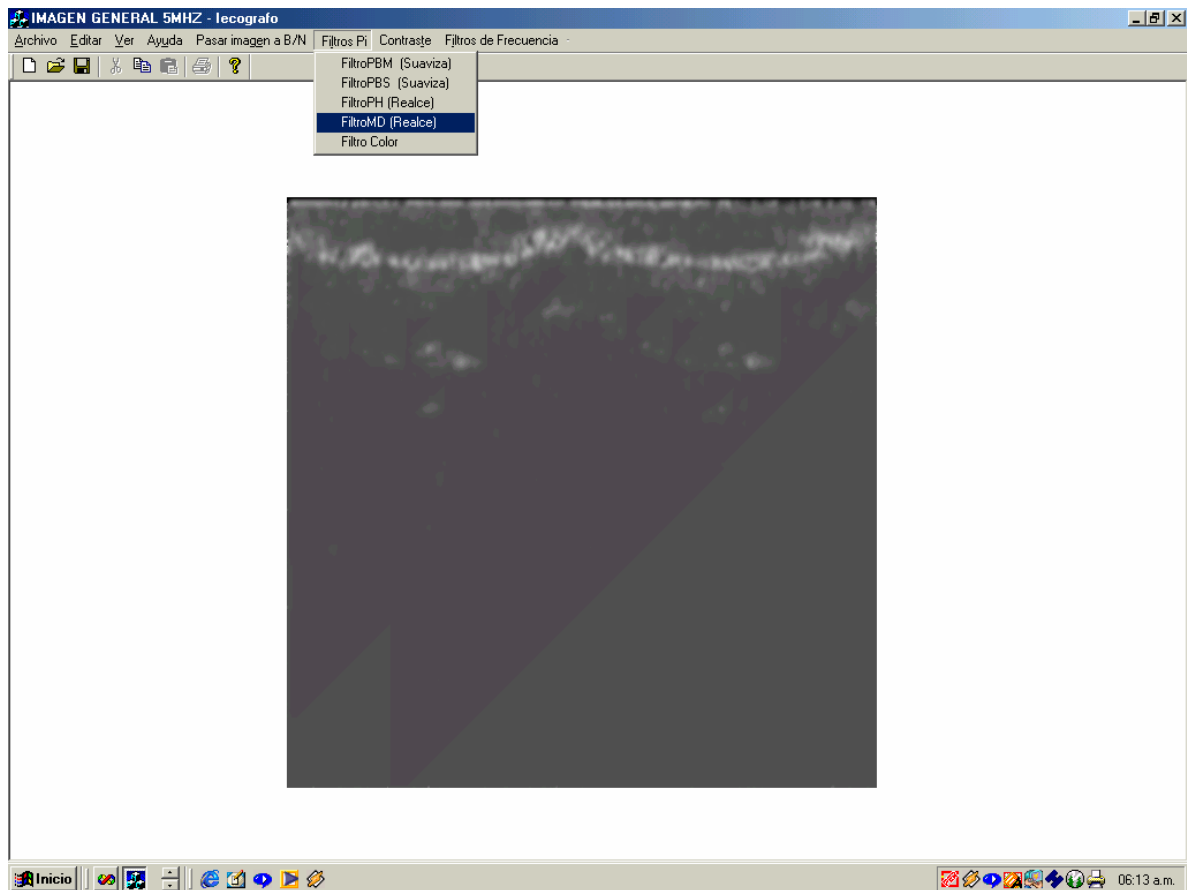 IMAGEN GENERAL 5MHZ - Iecografo
Archivo Editar Ver Ayuda Pasar imagen a B/N Filtros Pi Contraste Filtros de Frecuencia
FiltroPBM (Suaviza)
FiltroPBS (Suaviza)
FiltroPH (Realce)
FiltroMD (Realce)
Filtro Color
Inicio
06:13 a.m.